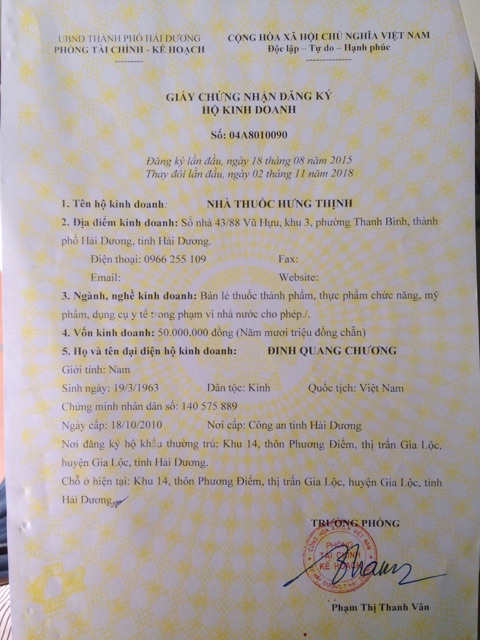 UBND THÀNH PHỐ HẢI DƯƠNG
PHÒNG TÀI CHÍNH - KẾ HOẠCH
CỘNG HÒA XÃ HỘI CHỦ NGHĨA VIỆT NAM
Độc lập – Tự do – Hạnh phúc
GIẤY CHỨNG NHẬN ĐĂNG KÝ
HỘ KINH DOANH
Số: 04A8010090
Đăng ký lần đầu, ngày 18 tháng 08 năm 2015
Thay đổi lần đầu, ngày 02 tháng 11 năm 2018
1. Tên hộ kinh doanh: NHÀ THUỐC HƯNG THỊNH
2. Địa điểm kinh doanh: Số nhà 43/88 Vũ Hựu, khu 3, phường Thanh Bình, thành
phố Hải Dương, tỉnh Hải Dương.
Điện thoại: 0966 255 109 Fax:
Email: Website:
3. Ngành, nghề kinh doanh: Bán lẻ thuốc thành phẩm, thực phẩm chức năng, mỹ
phẩm, dụng cụ y tế trong phạm vi nhà nước cho phép./.
4. Vốn kinh doanh: 50.000.000 đồng (Năm mươi triệu đồng chẵn)
5. Họ và tên đại diện hộ kinh doanh: ĐINH QUANG CHƯƠNG
Giới tính: Nam
Sinh ngày: 19/3/1963 Dân tộc: Kinh Quốc tịch: Việt Nam
Chứng minh nhân dân số: 140 575 889
Ngày cấp: 18/10/2010 Nơi cấp: Công an tỉnh Hải Dương
Nơi đăng ký hộ khẩu thường trú: Khu 14, thôn Phương Điếm, thị trấn Gia Lộc,
huyện Gia Lộc, tỉnh Hải Dương.
Chỗ ở hiện tại: Khu 14, thôn Phương Điếm, thị trấn Gia Lộc, huyện Gia Lộc, tỉnh
Hải Dương
TRƯỞNG PHÒNG
PHÒNG
TÀI CHÍNH
KẾ HOẠCH
Phạm Thị Thanh Vân